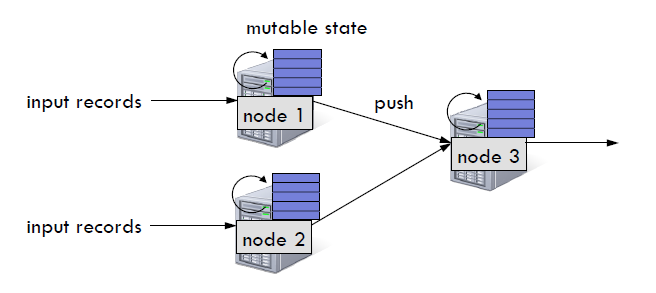 mutable state
input records
node 1
push
node 3
input records
node 2